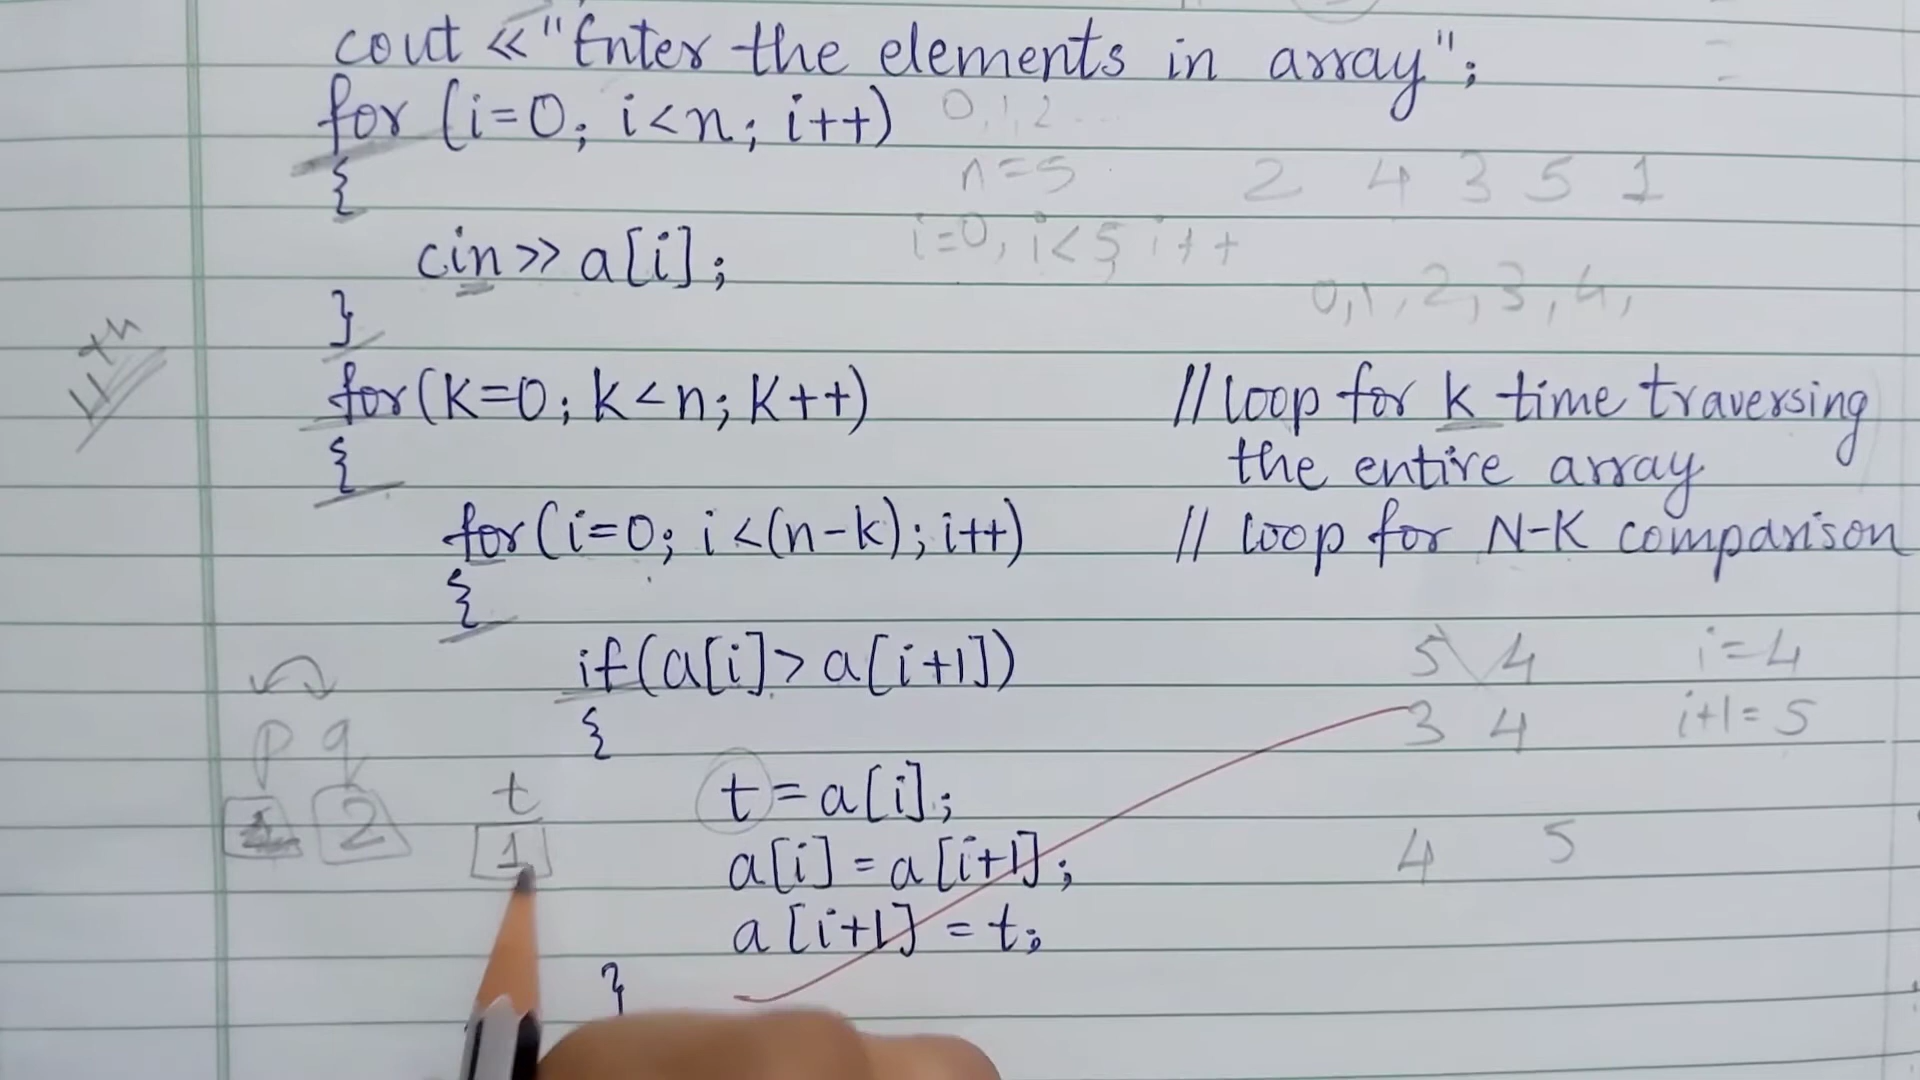 cout << "Enter the elements in array";
for (i=0; i<n; i++) 0,1,2...
{ n=5 2 4 3 5 1
cin>> a[i]; i=0, i<5 i++
} 0,1,2,3,4,
11th
for(K=0; k<n; K++) // loop for k time traversing
{ the entire array
for(i=0; i<(n-k); i++) // loop for N-K comparison
{
if(a[i]> a[i+1]) 5 4 i=4
{ 3 4 i+1=5
p q
t t=a[i];
2 1 a[i]=a[i+1]; 4 5
a[i+1] = t;
}